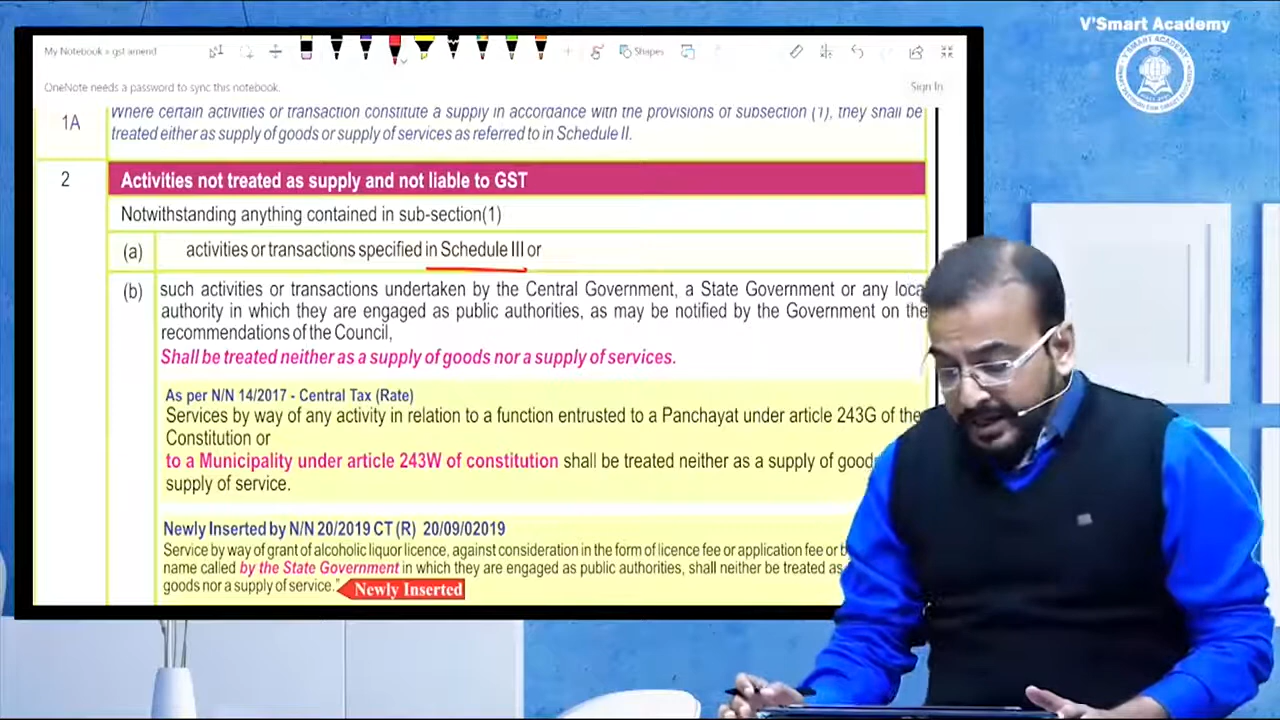 V'Smart Academy
My Notebook » gst amend
Shapes
OneNote needs a password to sync this notebook.
Sign In
1A
Where certain activities or transaction constitute a supply in accordance with the provisions of subsection (1), they shall be
treated either as supply of goods or supply of services as referred to in Schedule II.
2
Activities not treated as supply and not liable to GST
Notwithstanding anything contained in sub-section(1)
(a) activities or transactions specified in Schedule III or
(b) such activities or transactions undertaken by the Central Government, a State Government or any loca
authority in which they are engaged as public authorities, as may be notified by the Government on the
recommendations of the Council,
Shall be treated neither as a supply of goods nor a supply of services.
As per N/N 14/2017 - Central Tax (Rate)
Services by way of any activity in relation to a function entrusted to a Panchayat under article 243G of the
Constitution or
to a Municipality under article 243W of constitution shall be treated neither as a supply of good
supply of service.
Newly Inserted by N/N 20/2019 CT (R) 20/09/02019
Service by way of grant of alcoholic liquor licence, against consideration in the form of licence fee or application fee or b
name called by the State Government in which they are engaged as public authorities, shall neither be treated as
goods nor a supply of service."
Newly Inserted